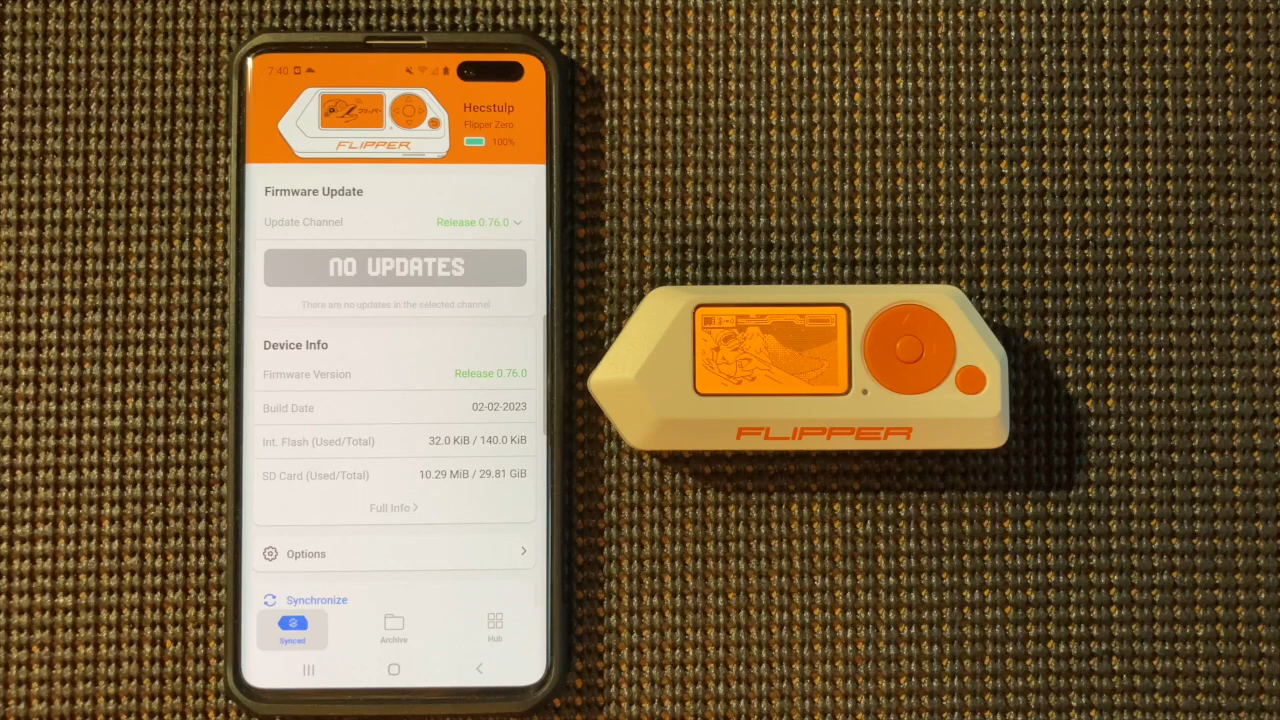 7:40
Hecstulp
Flipper Zero
100%
FLIPPER
Firmware Update
Update Channel Release 0.76.0
NO UPDATES
There are no updates in the selected channel
Device Info
Firmware Version Release 0.76.0
Build Date 02-02-2023
Int. Flash (Used/Total) 32.0 KiB / 140.0 KiB
SD Card (Used/Total) 10.29 MiB / 29.81 GiB
Full Info
Options
Synchronize
Synced Archive Hub
FLIPPER